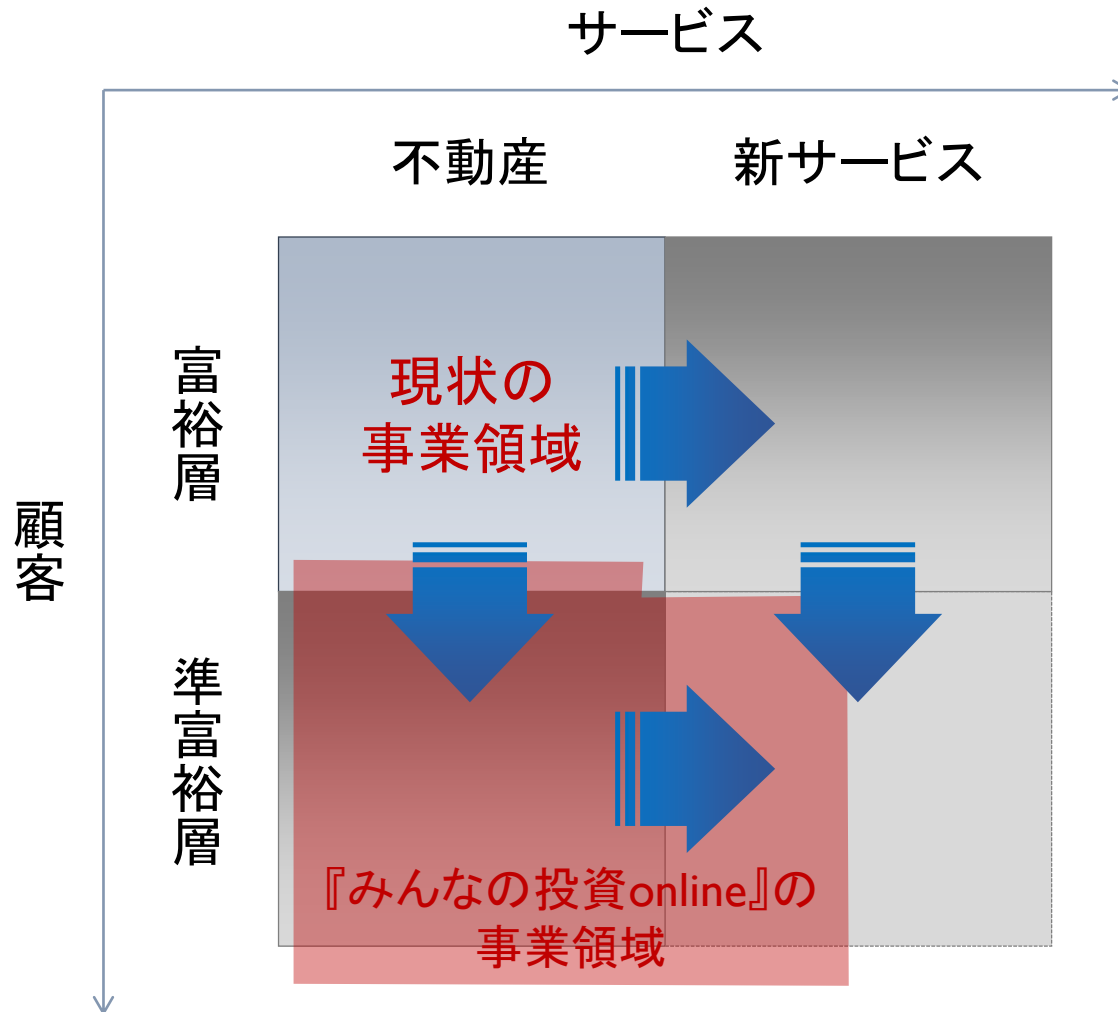 サービス
不動産
新サービス
顧客
富裕層
現状の
事業領域
準富裕層
『みんなの投資online』の
事業領域